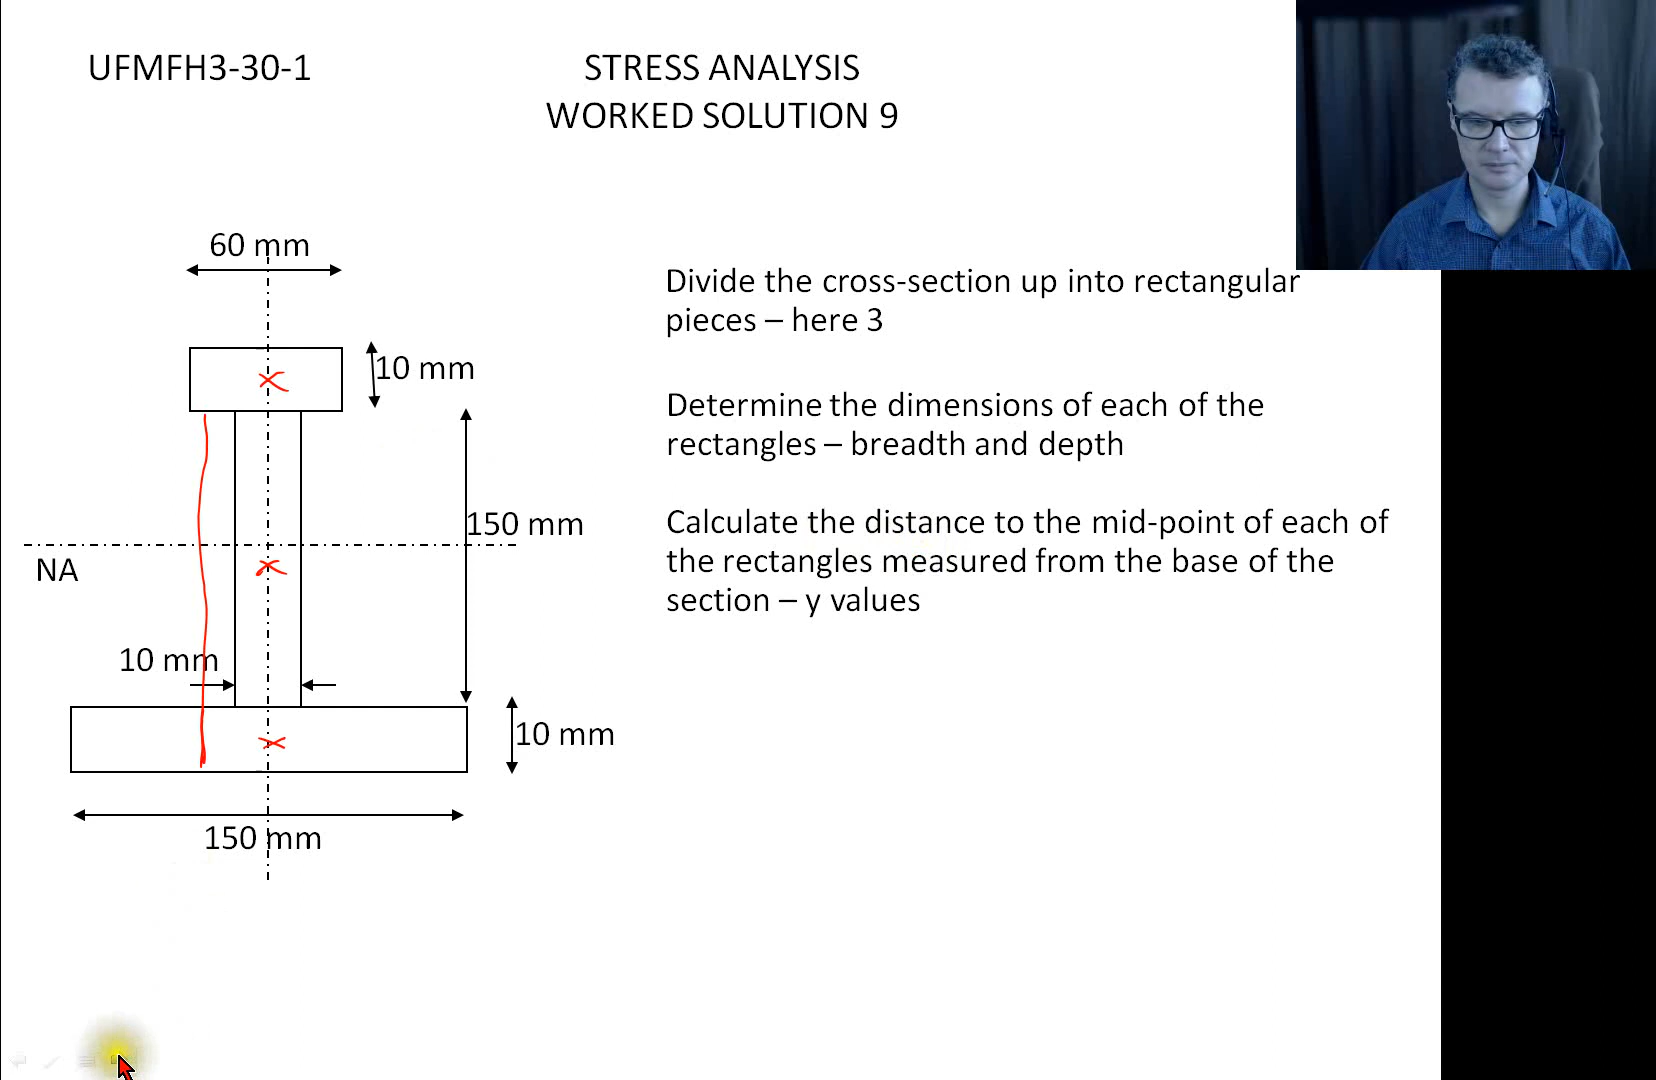 UFMFH3-30-1
STRESS ANALYSIS
WORKED SOLUTION 9
60 mm
10 mm
150 mm
NA
10 mm
10 mm
150 mm
Divide the cross-section up into rectangular
pieces – here 3
Determine the dimensions of each of the
rectangles – breadth and depth
Calculate the distance to the mid-point of each of
the rectangles measured from the base of the
section – y values